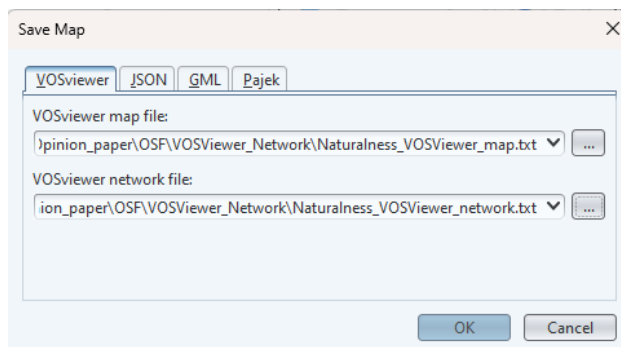 Save Map
VOSviewer JSON GML Pajek
VOSviewer map file:
pinion_paper\OSF\VOSViewer_Network\Naturalness_VOSViewer_map.txt ...
VOSviewer network file:
ion_paper\OSF\VOSViewer_Network\Naturalness_VOSViewer_network.txt ...
OK Cancel